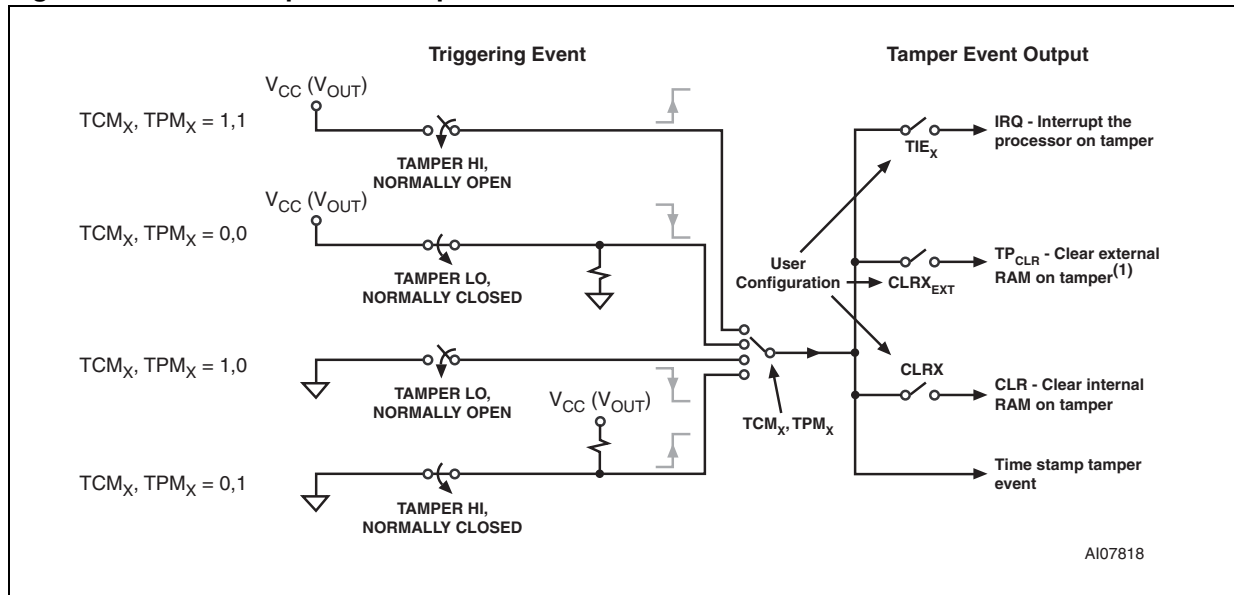 Triggering Event
Tamper Event Output
VCC (VOUT)
TCMX, TPMX = 1,1
TAMPER HI,
NORMALLY OPEN
TIEX
IRQ - Interrupt the
processor on tamper
VCC (VOUT)
TCMX, TPMX = 0,0
TAMPER LO,
NORMALLY CLOSED
User
Configuration
CLRXEXT
TPCLR - Clear external
RAM on tamper(1)
TCMX, TPMX = 1,0
TAMPER LO,
NORMALLY OPEN
CLRX
CLR - Clear internal
RAM on tamper
VCC (VOUT)
TCMX, TPMX
TCMX, TPMX = 0,1
TAMPER HI,
NORMALLY CLOSED
Time stamp tamper
event
AI07818